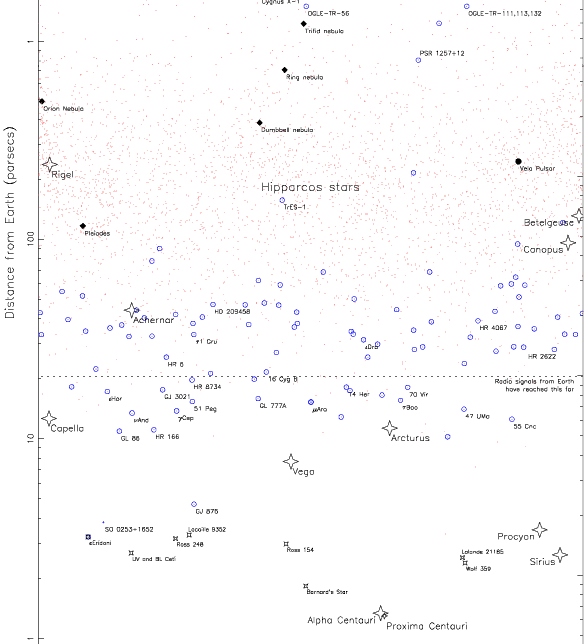 Cygnus X-1
OGLE-TR-56
OGLE-TR-111,113,132
Trifid nebula
PSR 1257+12
Ring nebula
Orion Nebula
Dumbbell nebula
Vela Pulsar
Rigel
Hipparcos stars
TrES-1
Betelgeuse
Pleiades
Canopus
100
Distance from Earth (parsecs)
HD 209458
Achernar
HR 4067
τ1 Gru
HR 8
HR 2622
16 Cyg B
Radio signals from Earth
have reached this far
HR 8734
GJ 3021
74 Her
70 Vir
GL 777A
51 Peg
μAra
τBoo
47 UMa
υAnd
γCep
55 Cnc
Capella
GL 86
HR 166
Arcturus
10
Vega
GJ 876
SO 0253+1652
Lacaille 9352
Procyon
εEridani
Ross 248
Ross 154
Lalande 21185
UV and BL Ceti
Sirius
Wolf 359
Barnard's Star
Alpha Centauri
Proxima Centauri
1